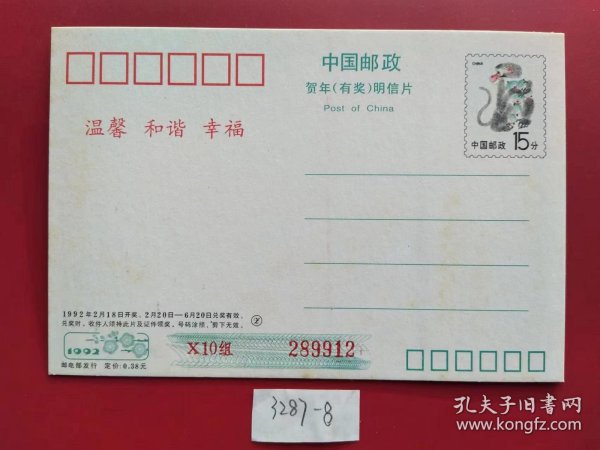 中国邮政
贺年(有奖)明信片
Post of China
CHINA
中国邮政 15分
温馨 和谐 幸福
1992年2月18日开奖，2月20日—6月20日兑奖有效，
兑奖时，收件人须持此片及证件领奖，号码涂修、剪下无效。
1992
X10组 289912
邮电部发行 定价：0.38元
3287-8
孔夫子旧书网
www.kongfz.com